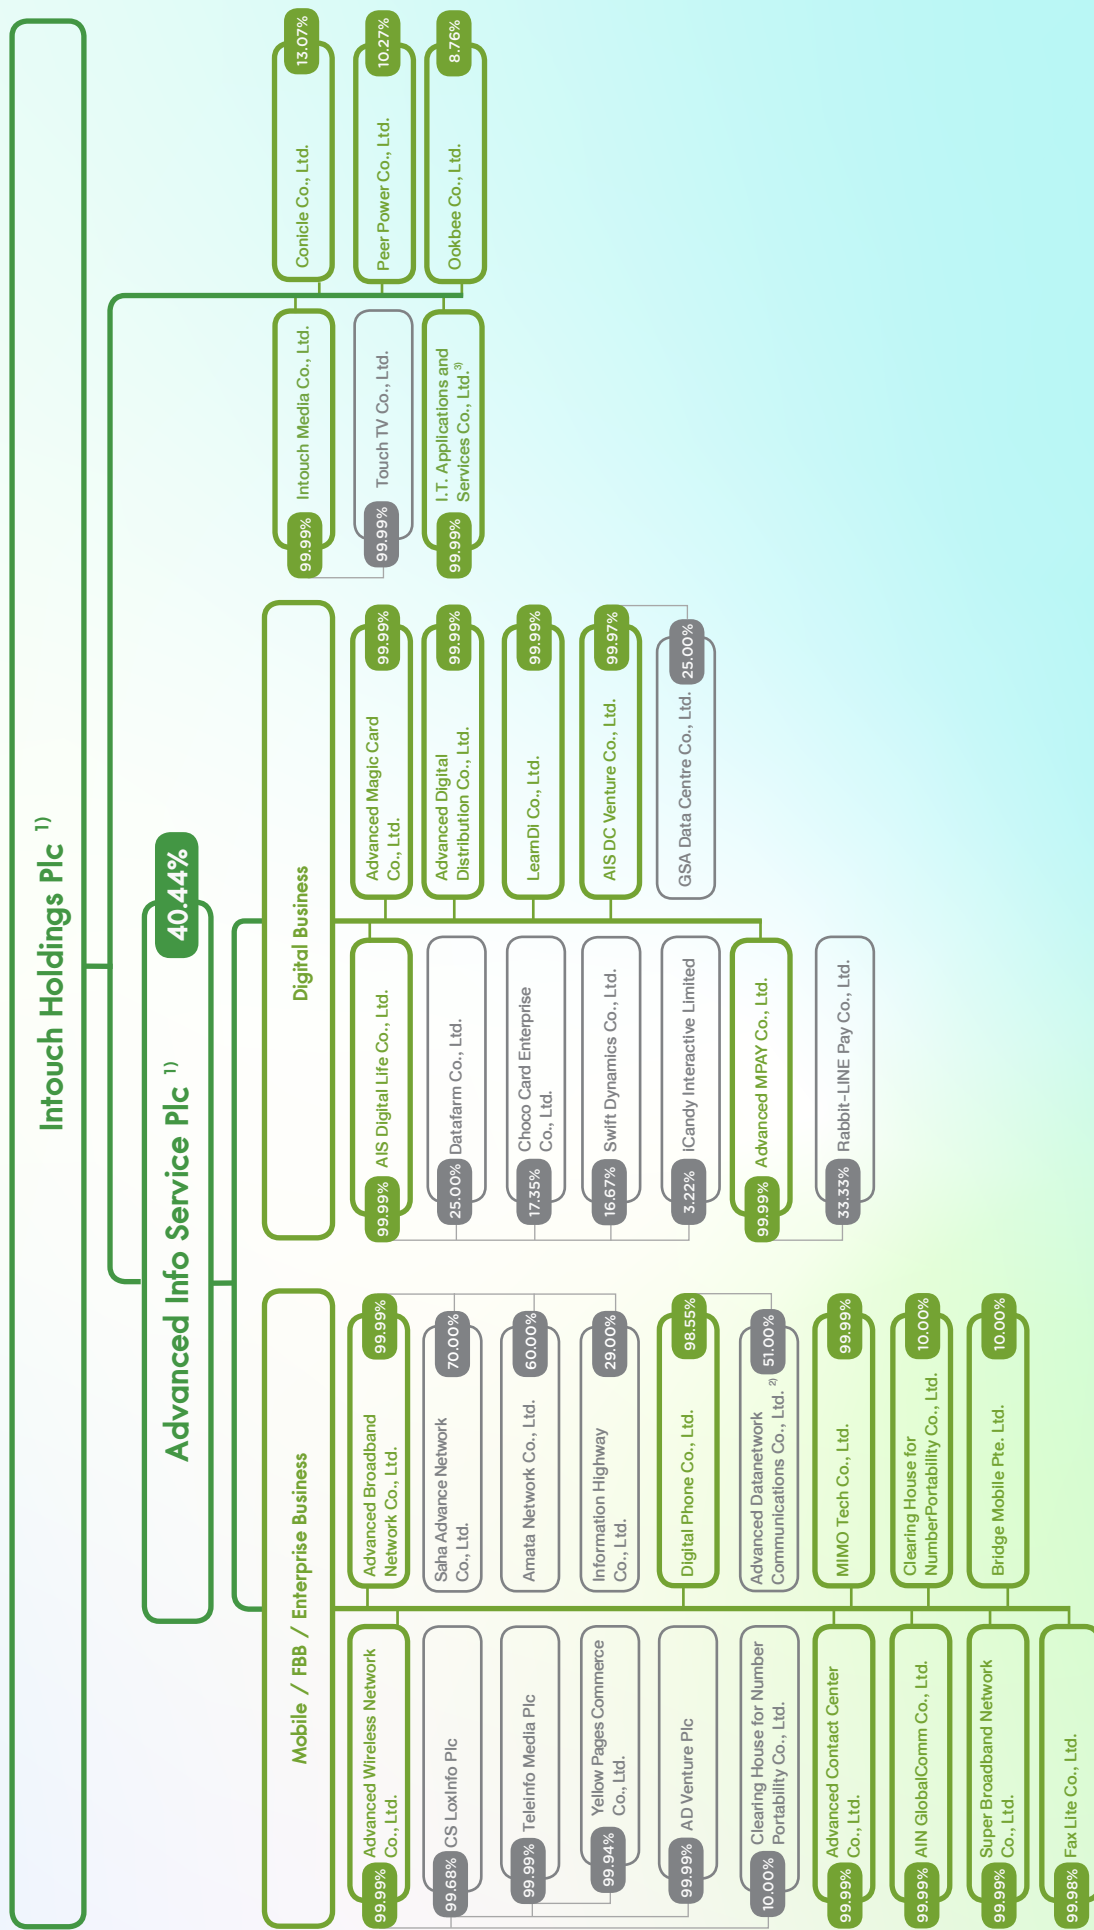 Intouch Holdings Plc 1)
Advanced Info Service Plc 1)
40.44%
Mobile / FBB / Enterprise Business
99.99%
Advanced Wireless Network
Co., Ltd.
99.68%
CS LoxInfo Plc
99.99%
TeleInfo Media Plc
99.94%
Yellow Pages Commerce
Co., Ltd.
99.99%
AD Venture Plc
10.00%
Clearing House for Number
Portability Co., Ltd.
99.99%
Advanced Contact Center
Co., Ltd.
99.99%
AIN GlobalComm Co., Ltd.
99.99%
Super Broadband Network
Co., Ltd.
99.98%
Fax Lite Co., Ltd.
Advanced Broadband
Network Co., Ltd.
99.99%
Saha Advance Network
Co., Ltd.
70.00%
Amata Network Co., Ltd.
60.00%
Information Highway
Co., Ltd.
29.00%
Digital Phone Co., Ltd.
98.55%
Advanced Datanetwork
Communications Co., Ltd. 2)
51.00%
MIMO Tech Co., Ltd.
99.99%
Clearing House for
NumberPortability Co., Ltd.
10.00%
Bridge Mobile Pte. Ltd.
10.00%
Digital Business
99.99%
AIS Digital Life Co., Ltd.
25.00%
Datafarm Co., Ltd.
17.35%
Choco Card Enterprise
Co., Ltd.
16.67%
Swift Dynamics Co., Ltd.
3.22%
iCandy Interactive Limited
99.99%
Advanced MPAY Co., Ltd.
33.33%
Rabbit-LINE Pay Co., Ltd.
Advanced Magic Card
Co., Ltd.
99.99%
Advanced Digital
Distribution Co., Ltd.
99.99%
LearnDi Co., Ltd.
99.99%
AIS DC Venture Co., Ltd.
99.97%
GSA Data Centre Co., Ltd.
25.00%
99.99%
Intouch Media Co., Ltd.
99.99%
Touch TV Co., Ltd.
99.99%
I.T. Applications and
Services Co., Ltd. 3)
Conicle Co., Ltd.
13.07%
Peer Power Co., Ltd.
10.27%
Ookbee Co., Ltd.
8.76%